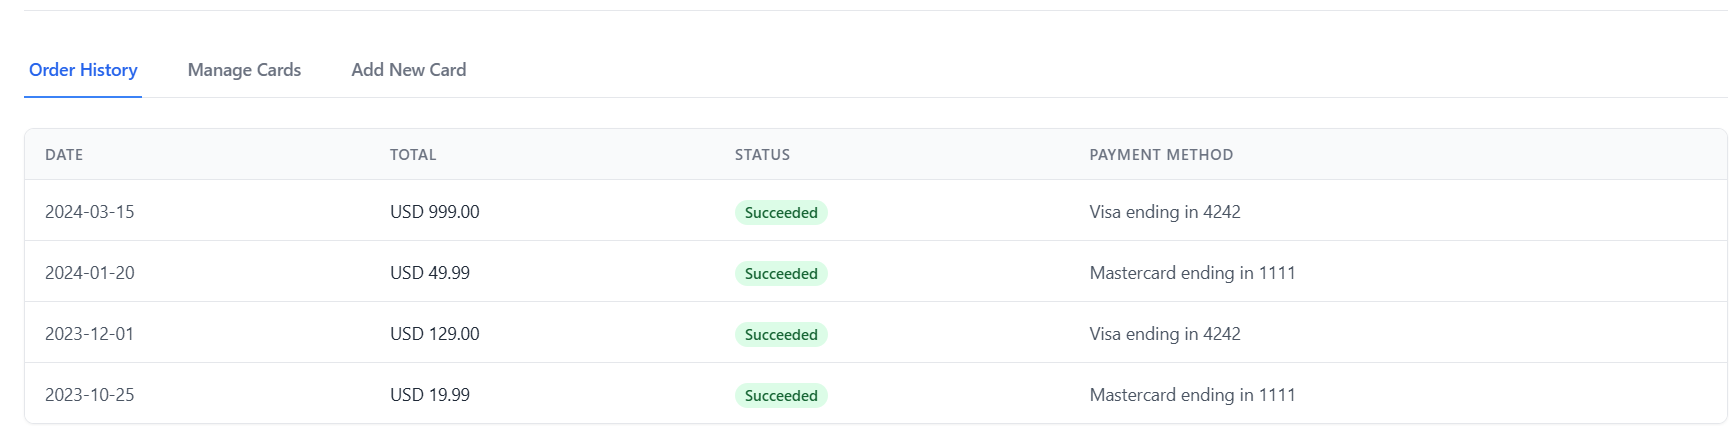 Order History Manage Cards Add New Card
DATE TOTAL STATUS PAYMENT METHOD
2024-03-15 USD 999.00 Succeeded Visa ending in 4242
2024-01-20 USD 49.99 Succeeded Mastercard ending in 1111
2023-12-01 USD 129.00 Succeeded Visa ending in 4242
2023-10-25 USD 19.99 Succeeded Mastercard ending in 1111